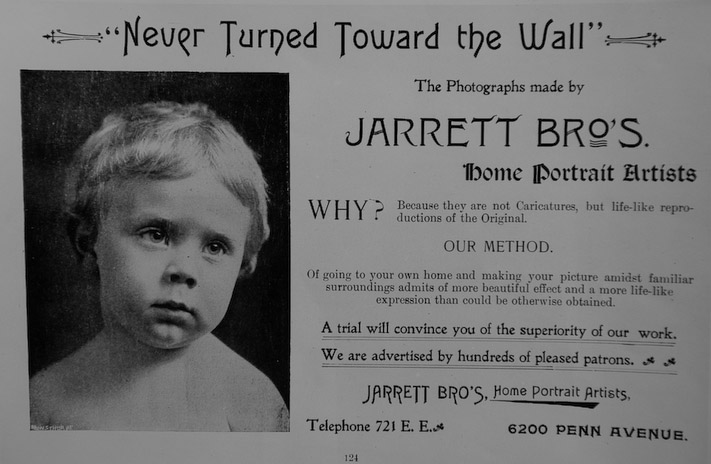 "Never Turned Toward the Wall"
The Photographs made by
JARRETT BRO'S.
Home Portrait Artists
WHY?
Because they are not Caricatures, but life-like repro-
ductions of the Original.
OUR METHOD.
Of going to your own home and making your picture amidst familiar
surroundings admits of more beautiful effect and a more life-like
expression than could be otherwise obtained.
A trial will convince you of the superiority of our work.
We are advertised by hundreds of pleased patrons.
JARRETT BRO'S, Home Portrait Artists,
Telephone 721 E. E.
6200 PENN AVENUE.
124